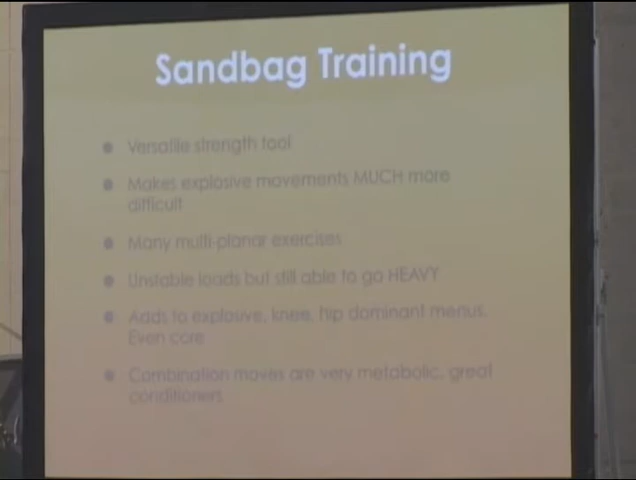 Sandbag Training
Versatile strength tool
Makes explosive movements MUCH more
difficult
Many multi-planar exercises
Unstable loads but still able to go HEAVY
Adds to explosive, knee, hip dominant menus.
Even core
Combination moves are very metabolic, great
conditioners